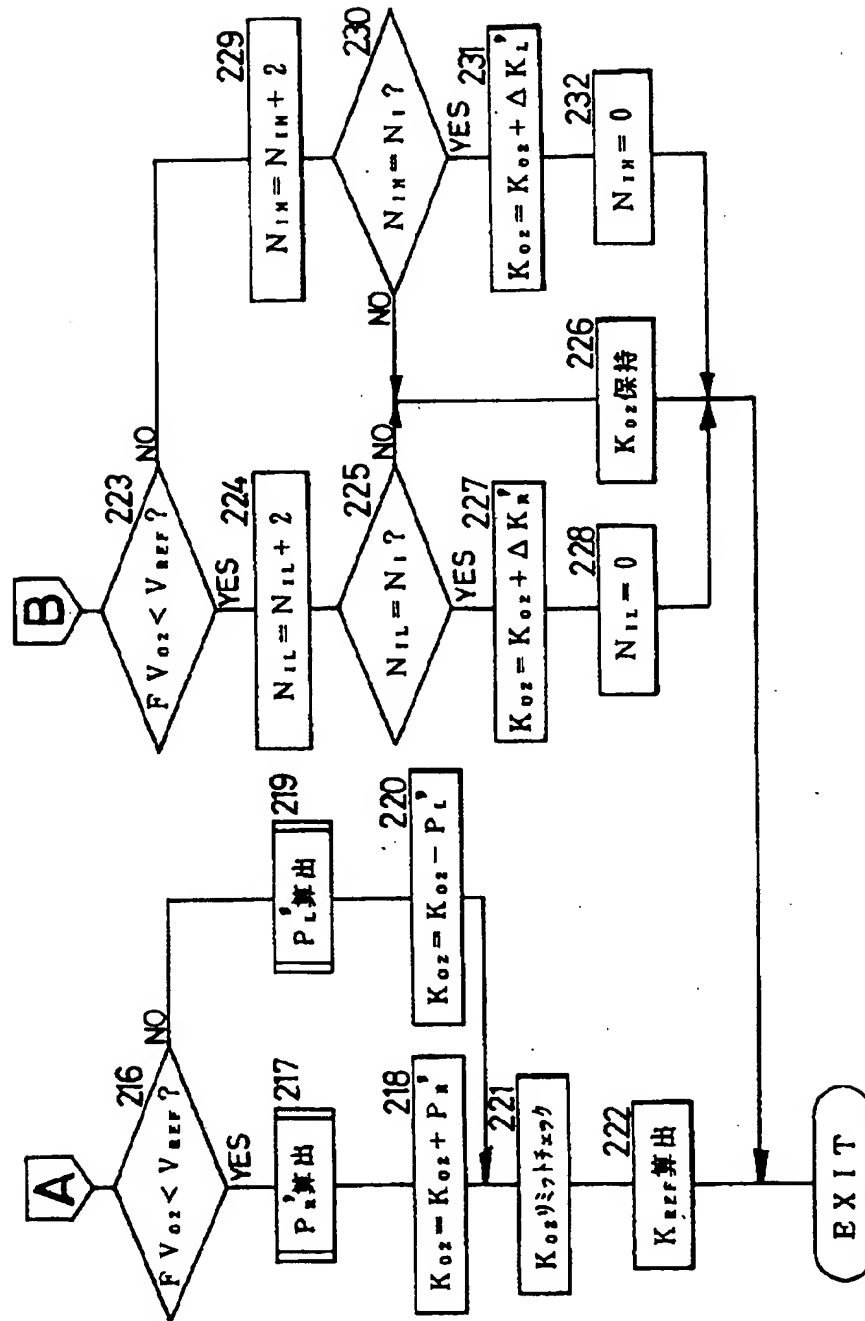 A
216
F V02 < VREF ?
YES
NO
217
PR'算出
219
PL'算出
218
K02 = K02 + PR'
220
K02 = K02 − PL'
221
K02リミットチェック
222
KREF算出
EXIT
B
223
F V02 < VREF ?
YES
NO
224
NIL = NIL + 2
229
NIH = NIH + 2
225
NIL = NI ?
NO
YES
230
NIH = NI ?
NO
YES
227
K02 = K02 + ΔKR'
226
K02保持
231
K02 = K02 + ΔKL'
228
NIL = 0
232
NIH = 0